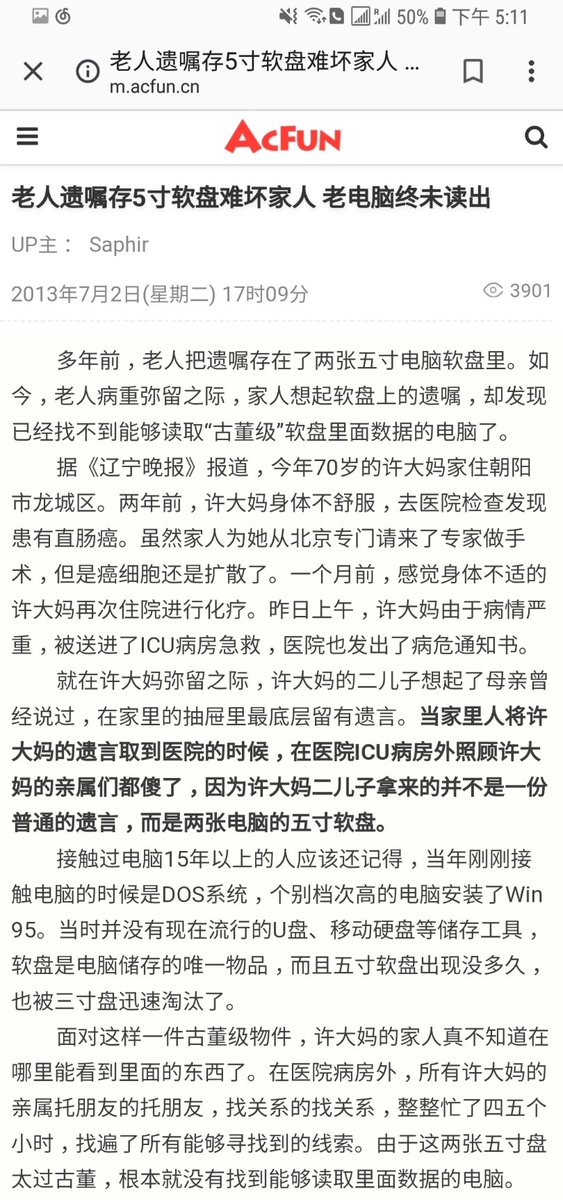 50% 下午 5:11
老人遗嘱存5寸软盘难坏家人 ...
m.acfun.cn
AcFun
老人遗嘱存5寸软盘难坏家人 老电脑终未读出
UP主： Saphir
2013年7月2日(星期二) 17时09分
3901
多年前，老人把遗嘱存在了两张五寸电脑软盘里。如
今，老人病重弥留之际，家人想起软盘上的遗嘱，却发现
已经找不到能够读取“古董级”软盘里面数据的电脑了。
据《辽宁晚报》报道，今年70岁的许大妈家住朝阳
市龙城区。两年前，许大妈身体不舒服，去医院检查发现
患有直肠癌。虽然家人为她从北京专门请来了专家做手
术，但是癌细胞还是扩散了。一个月前，感觉身体不适的
许大妈再次住院进行化疗。昨日上午，许大妈由于病情严
重，被送进了ICU病房急救，医院也发出了病危通知书。
就在许大妈弥留之际，许大妈的二儿子想起了母亲曾
经说过，在家里的抽屉里最底层留有遗言。当家里人将许
大妈的遗言取到医院的时候，在医院ICU病房外照顾许大
妈的亲属们都傻了，因为许大妈二儿子拿来的并不是一份
普通的遗言，而是两张电脑的五寸软盘。
接触过电脑15年以上的人应该还记得，当年刚刚接
触电脑的时候是DOS系统，个别档次高的电脑安装了Win
95。当时并没有现在流行的U盘、移动硬盘等储存工具，
软盘是电脑储存的唯一物品，而且五寸软盘出现没多久，
也被三寸盘迅速淘汰了。
面对这样一件古董级物件，许大妈的家人真不知道在
哪里能看到里面的东西了。在医院病房外，所有许大妈的
亲属托朋友的托朋友，找关系的找关系，整整忙了四五个
小时，找遍了所有能够寻找到的线索。由于这两张五寸盘
太过古董，根本就没有找到能够读取里面数据的电脑。